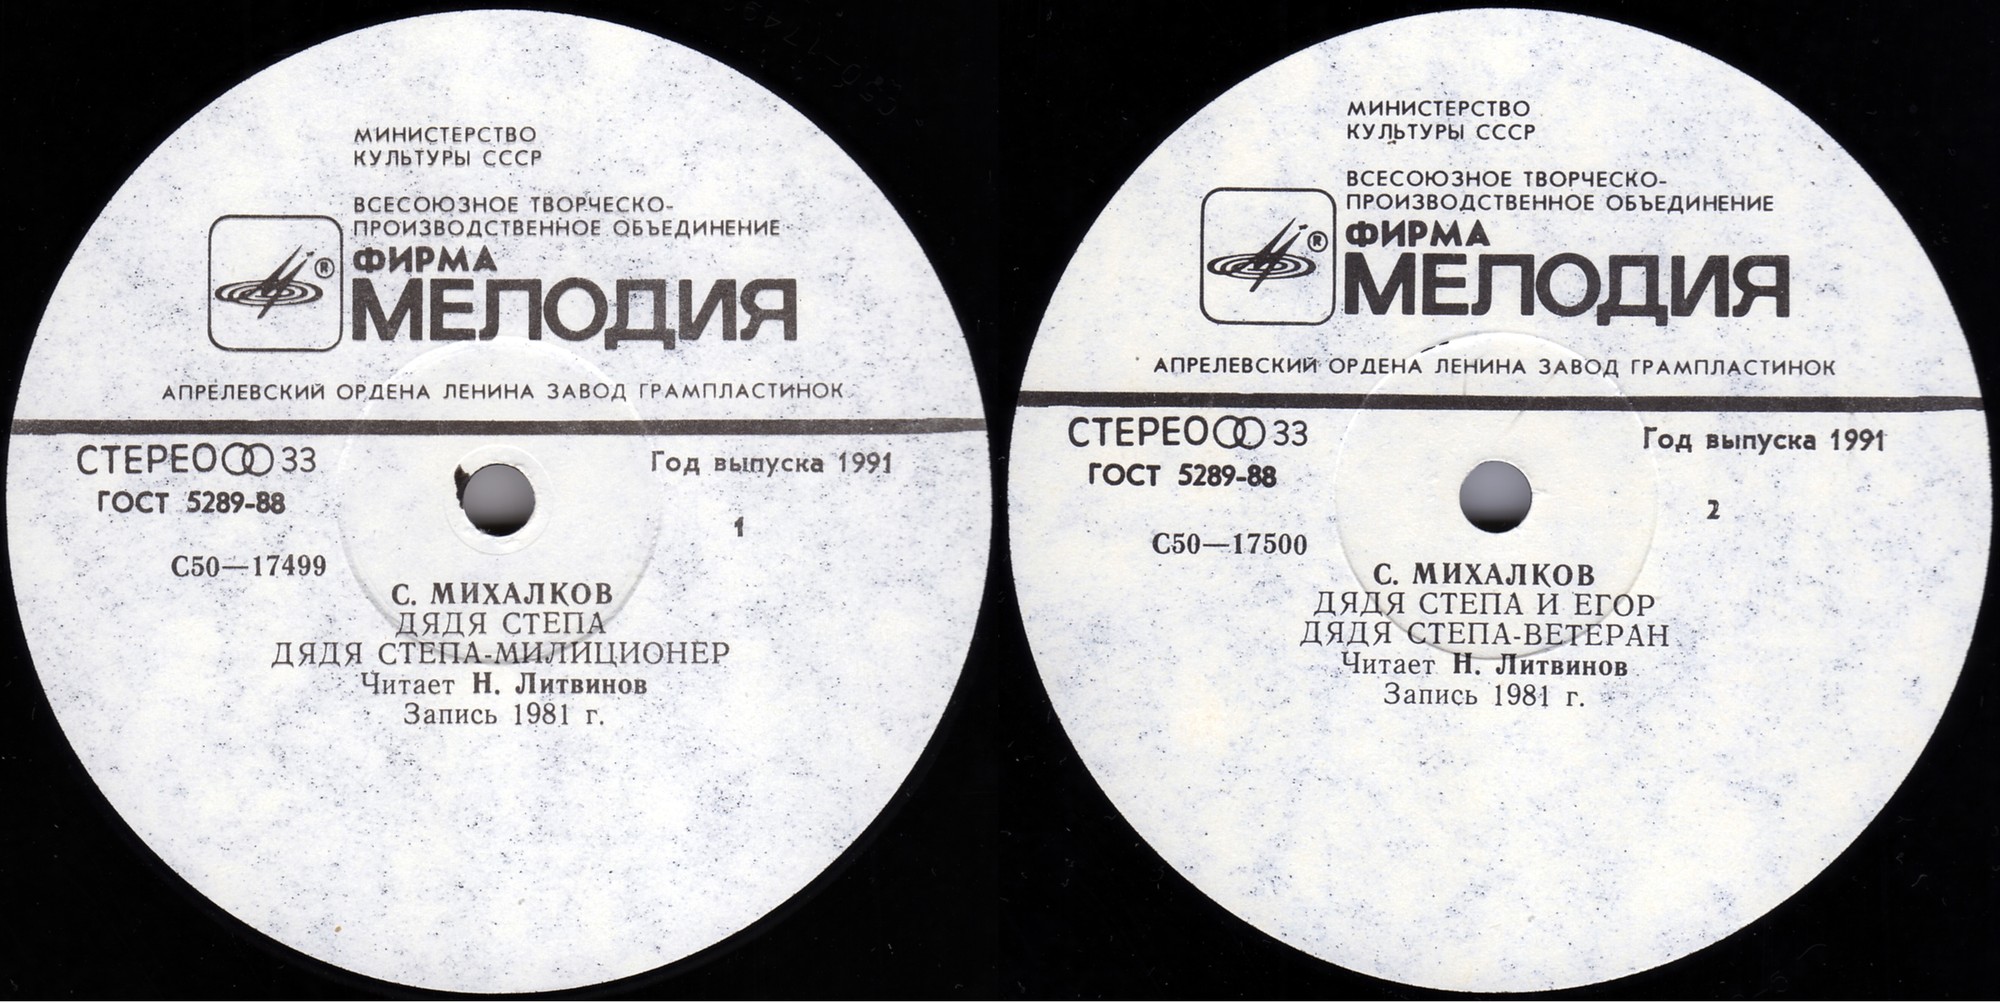 МИНИСТЕРСТВО
КУЛЬТУРЫ СССР
ВСЕСОЮЗНОЕ ТВОРЧЕСКО-
ПРОИЗВОДСТВЕННОЕ ОБЪЕДИНЕНИЕ
®
ФИРМА
МЕЛОДИЯ
АПРЕЛЕВСКИЙ ОРДЕНА ЛЕНИНА ЗАВОД ГРАМПЛАСТИНОК
СТЕРЕО 33
Год выпуска 1991
ГОСТ 5289-88
1
С50—17499
С. МИХАЛКОВ
ДЯДЯ СТЕПА
ДЯДЯ СТЕПА-МИЛИЦИОНЕР
Читает Н. Литвинов
Запись 1981 г.
МИНИСТЕРСТВО
КУЛЬТУРЫ СССР
ВСЕСОЮЗНОЕ ТВОРЧЕСКО-
ПРОИЗВОДСТВЕННОЕ ОБЪЕДИНЕНИЕ
®
ФИРМА
МЕЛОДИЯ
АПРЕЛЕВСКИЙ ОРДЕНА ЛЕНИНА ЗАВОД ГРАМПЛАСТИНОК
СТЕРЕО 33
Год выпуска 1991
ГОСТ 5289-88
2
С50—17500
С. МИХАЛКОВ
ДЯДЯ СТЕПА И ЕГОР
ДЯДЯ СТЕПА-ВЕТЕРАН
Читает Н. Литвинов
Запись 1981 г.